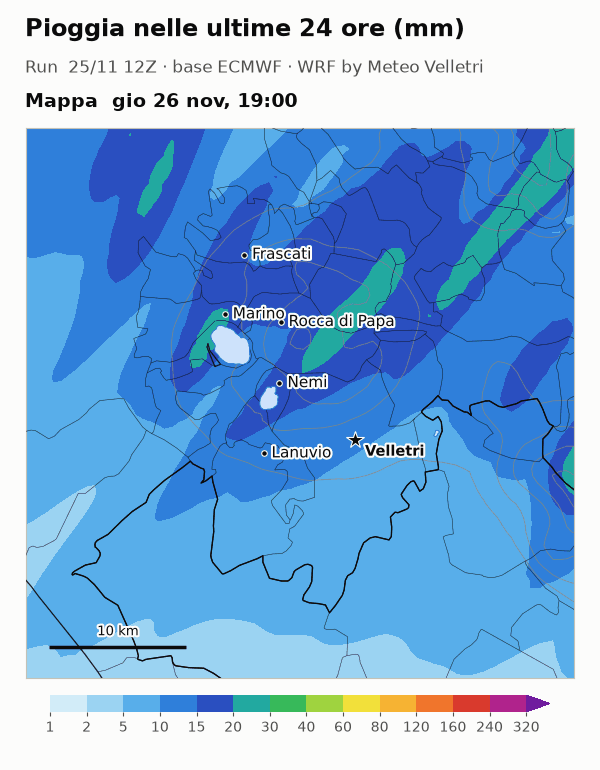 Pioggia nelle ultime 24 ore (mm)
Run  25/11 12Z · base ECMWF · WRF by Meteo Velletri
Mappa  gio 26 nov, 19:00
Frascati
Marino
Rocca di Papa
Nemi
Lanuvio
Velletri
10 km
1 2 5 10 15 20 30 40 60 80 120 160 240 320